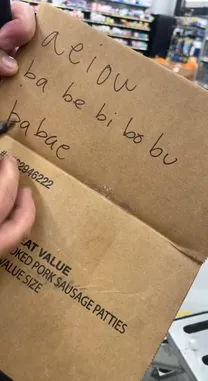 a e i o u
ba be bi bo bu
babae
2946222
AT VALUE
OKED PORK SAUSAGE PATTIES
VALUE SIZE